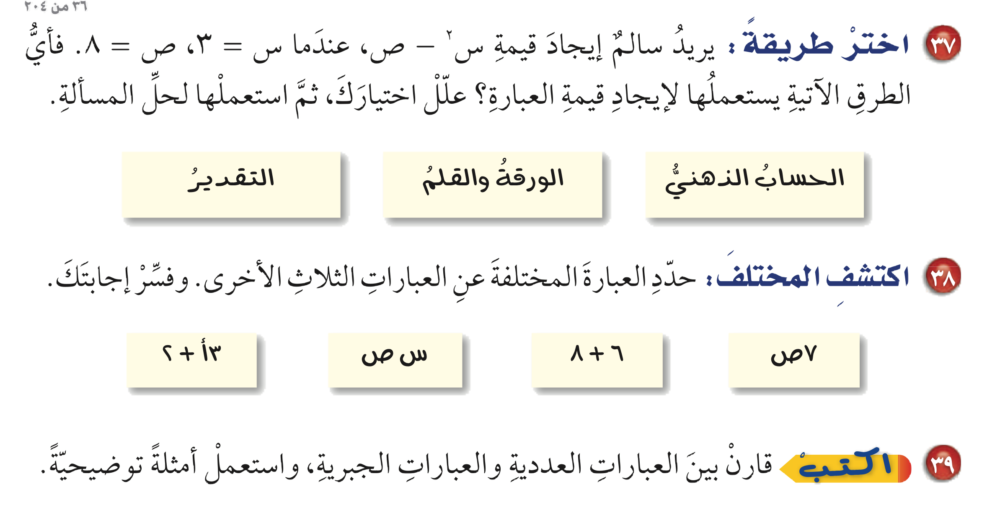 ٣٦ من ٢٠٤
٣٧ اخترْ طريقةً: يريدُ سالمٌ إيجادَ قيمةِ س٢ − ص، عندَما س = ٣، ص = ٨. فأيُّ
الطرقِ الآتيةِ يستعملُها لإيجادِ قيمةِ العبارةِ؟ علّلْ اختيارَكَ، ثمَّ استعملْها لحلِّ المسألةِ.
الحسابُ الذهنيُّ الورقةُ والقلمُ التقديرُ
٣٨ اكتشفِ المختلفَ: حدّدِ العبارةَ المختلفةَ عنِ العباراتِ الثلاثِ الأخرى. وفسِّرْ إجابتَكَ.
٧ص ٦ + ٨ س ص ٣أ + ٢
٣٩ اكتبْ قارنْ بينَ العباراتِ العدديةِ والعباراتِ الجبريةِ، واستعملْ أمثلةً توضيحيّةً.